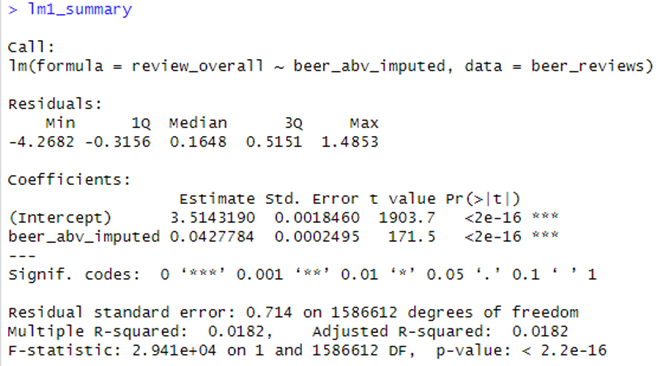 > lm1_summary
Call:
lm(formula = review_overall ~ beer_abv_imputed, data = beer_reviews)
Residuals:
    Min      1Q  Median      3Q     Max
-4.2682 -0.3156  0.1648  0.5151  1.4853
Coefficients:
                  Estimate Std. Error t value Pr(>|t|)
(Intercept)      3.5143190  0.0018460  1903.7   <2e-16 ***
beer_abv_imputed 0.0427784  0.0002495   171.5   <2e-16 ***
---
Signif. codes:  0 ‘***’ 0.001 ‘**’ 0.01 ‘*’ 0.05 ‘.’ 0.1 ‘ ’ 1
Residual standard error: 0.714 on 1586612 degrees of freedom
Multiple R-squared:  0.0182,    Adjusted R-squared:  0.0182
F-statistic: 2.941e+04 on 1 and 1586612 DF,  p-value: < 2.2e-16